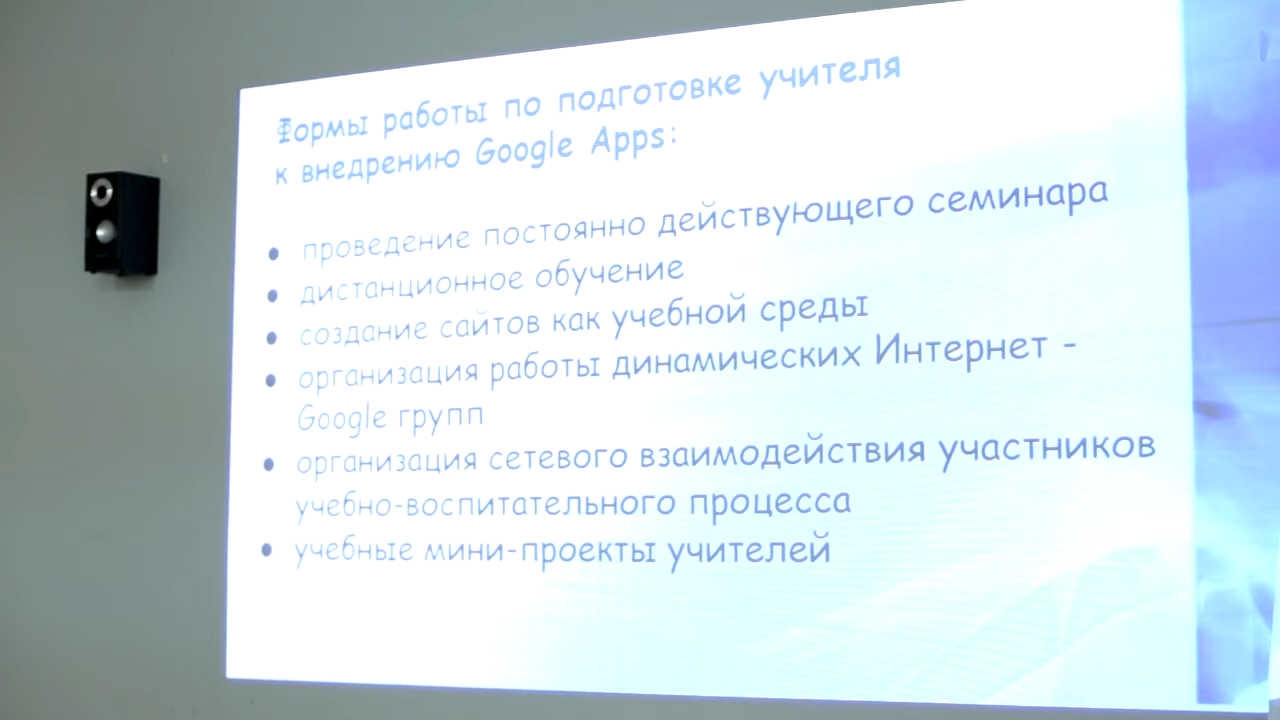 Формы работы по подготовке учителя
к внедрению Google Apps:
• проведение постоянно действующего семинара
• дистанционное обучение
• создание сайтов как учебной среды
• организация работы динамических Интернет -
Google групп
• организация сетевого взаимодействия участников
учебно-воспитательного процесса
• учебные мини-проекты учителей